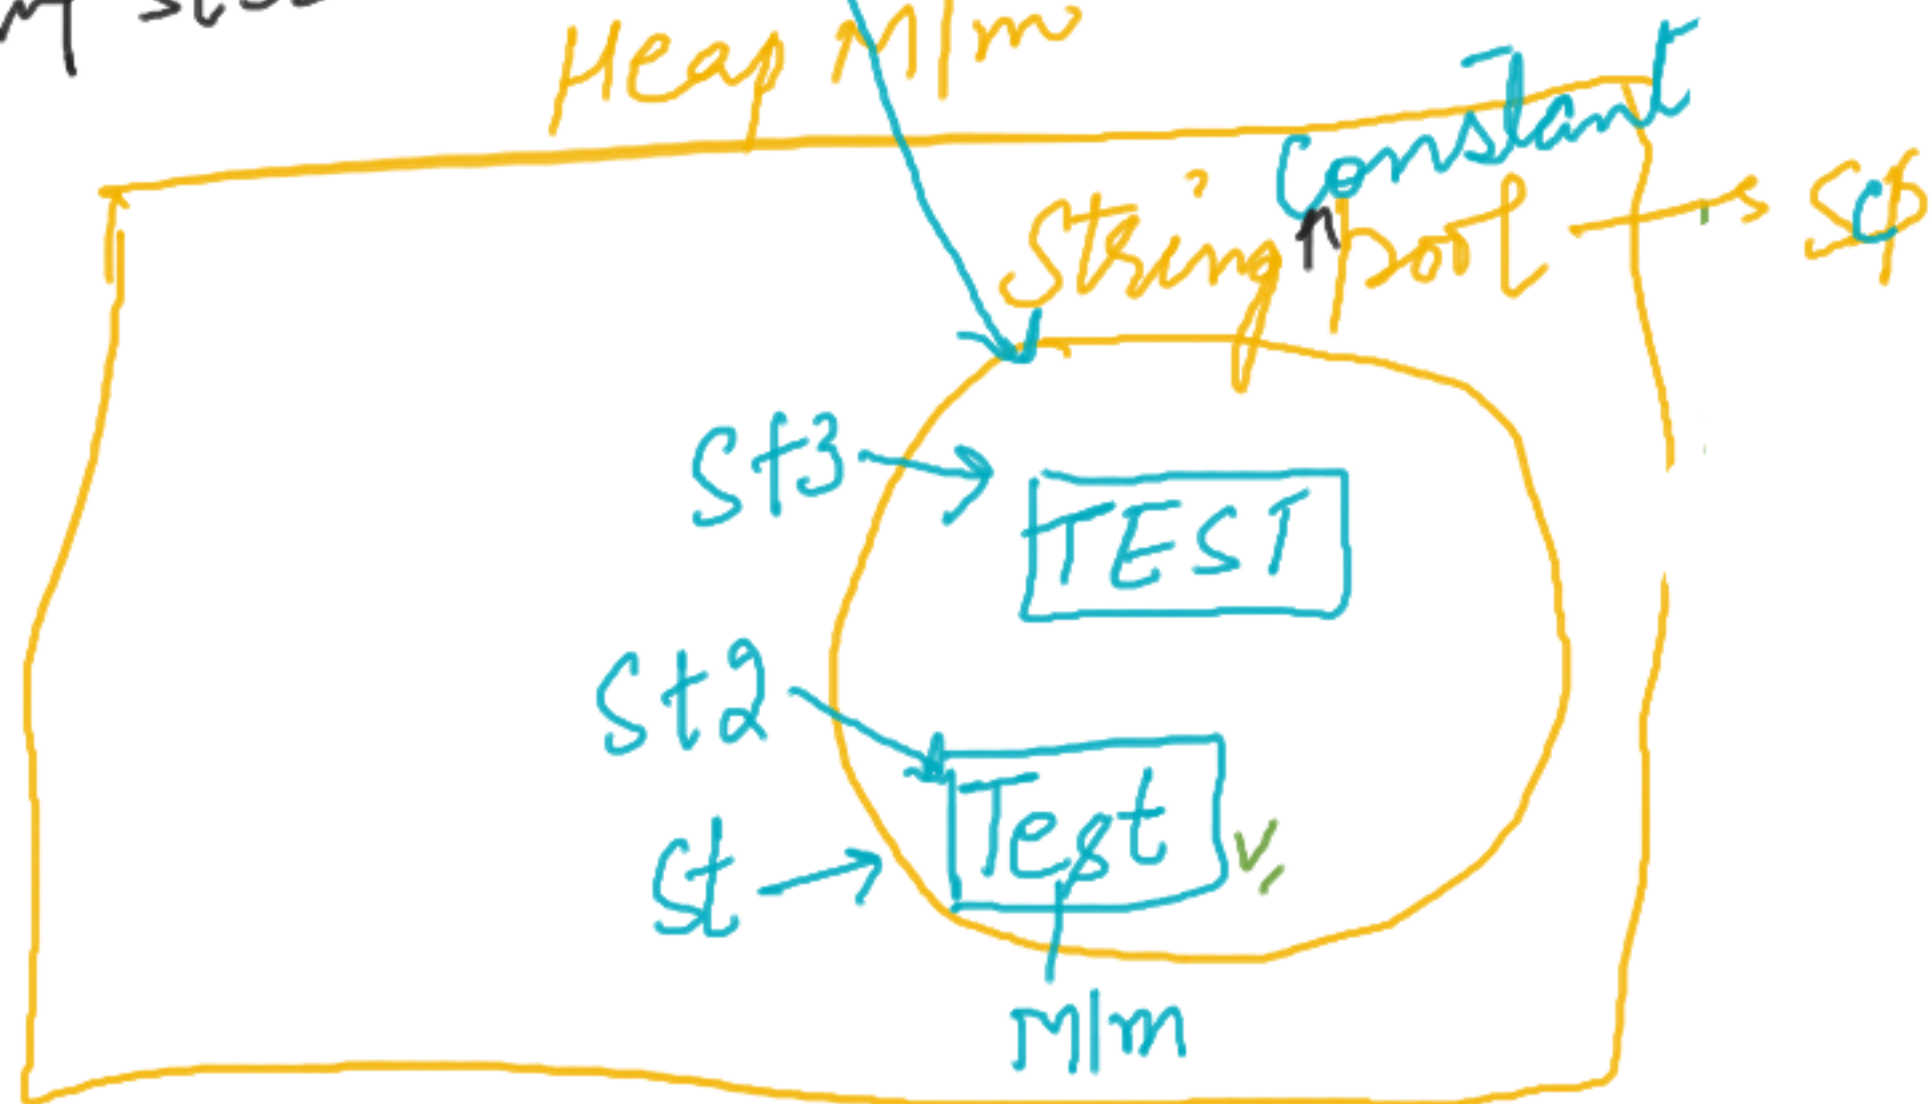 Heap M/m
Constant
String pool → SCP
St3 → TEST
St2
Test
St →
M/m